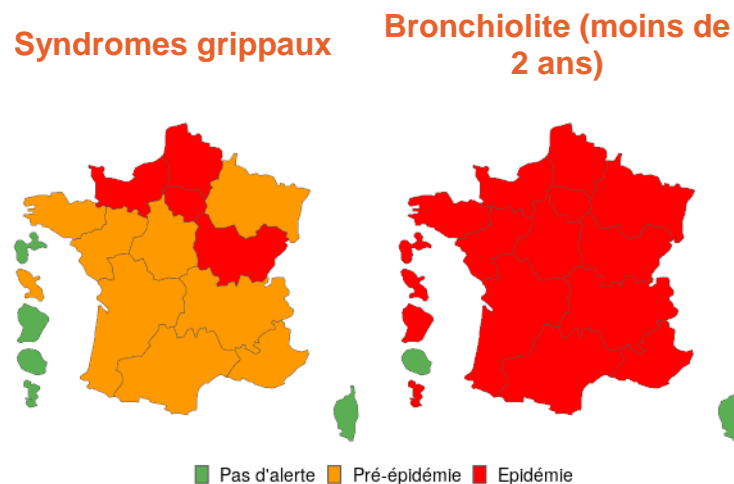 Syndromes grippaux
Bronchiolite (moins de
2 ans)
Pas d'alerte Pré-épidémie Epidémie